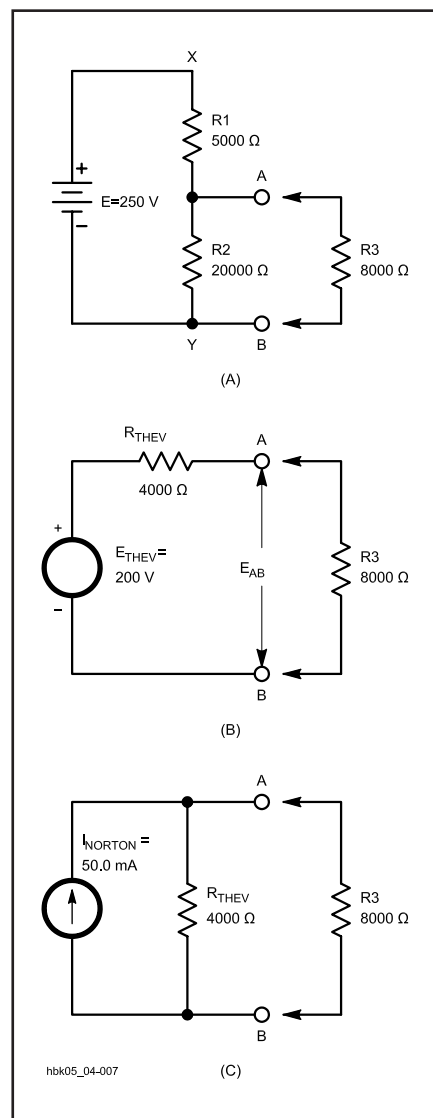 X
R1
5000 Ω
+
E=250 V
–
A
R2
20000 Ω
R3
8000 Ω
Y
B
(A)
R_THEV
4000 Ω
A
+
E_THEV =
200 V
–
E_AB
R3
8000 Ω
B
(B)
A
I_NORTON =
50.0 mA
R_THEV
4000 Ω
R3
8000 Ω
B
hbk05_04-007
(C)